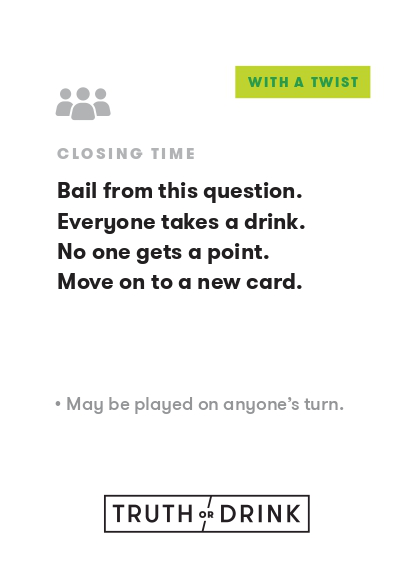 WITH A TWIST
CLOSING TIME
Bail from this question.
Everyone takes a drink.
No one gets a point.
Move on to a new card.
• May be played on anyone's turn.
TRUTH OR DRINK